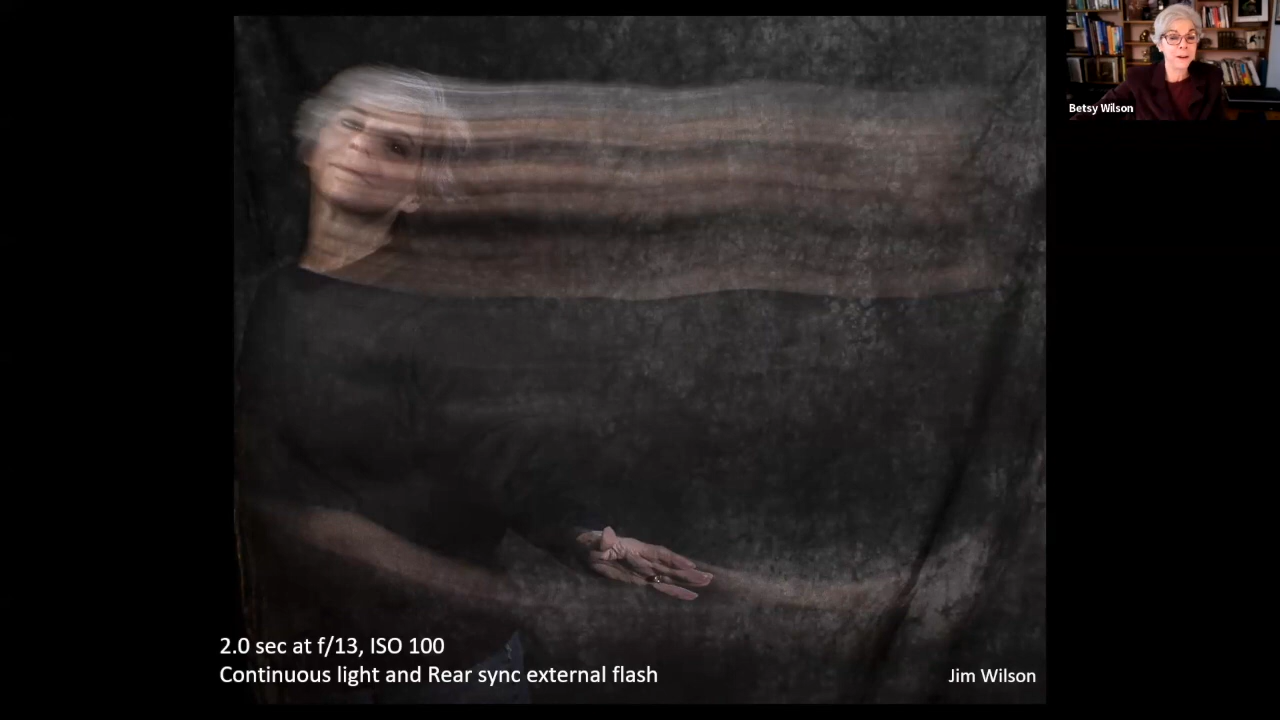 Betsy Wilson
2.0 sec at f/13, ISO 100
Continuous light and Rear sync external flash
Jim Wilson